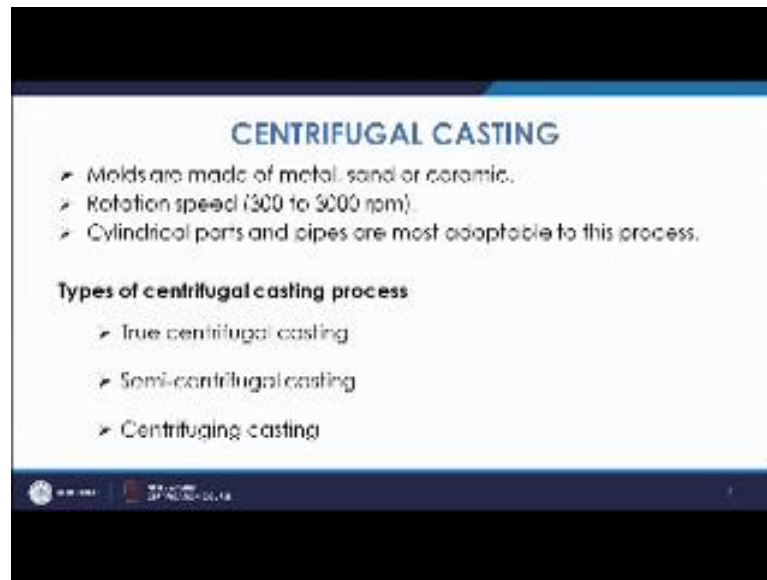 CENTRIFUGAL CASTING
➤ Molds are made of metal, sand or ceramic.
➤ Rotation speed (300 to 3000 rpm).
➤ Cylindrical parts and pipes are most adaptable to this process.
Types of centrifugal casting process
➤ True centrifugal casting
➤ Semi-centrifugal casting
➤ Centrifuging casting